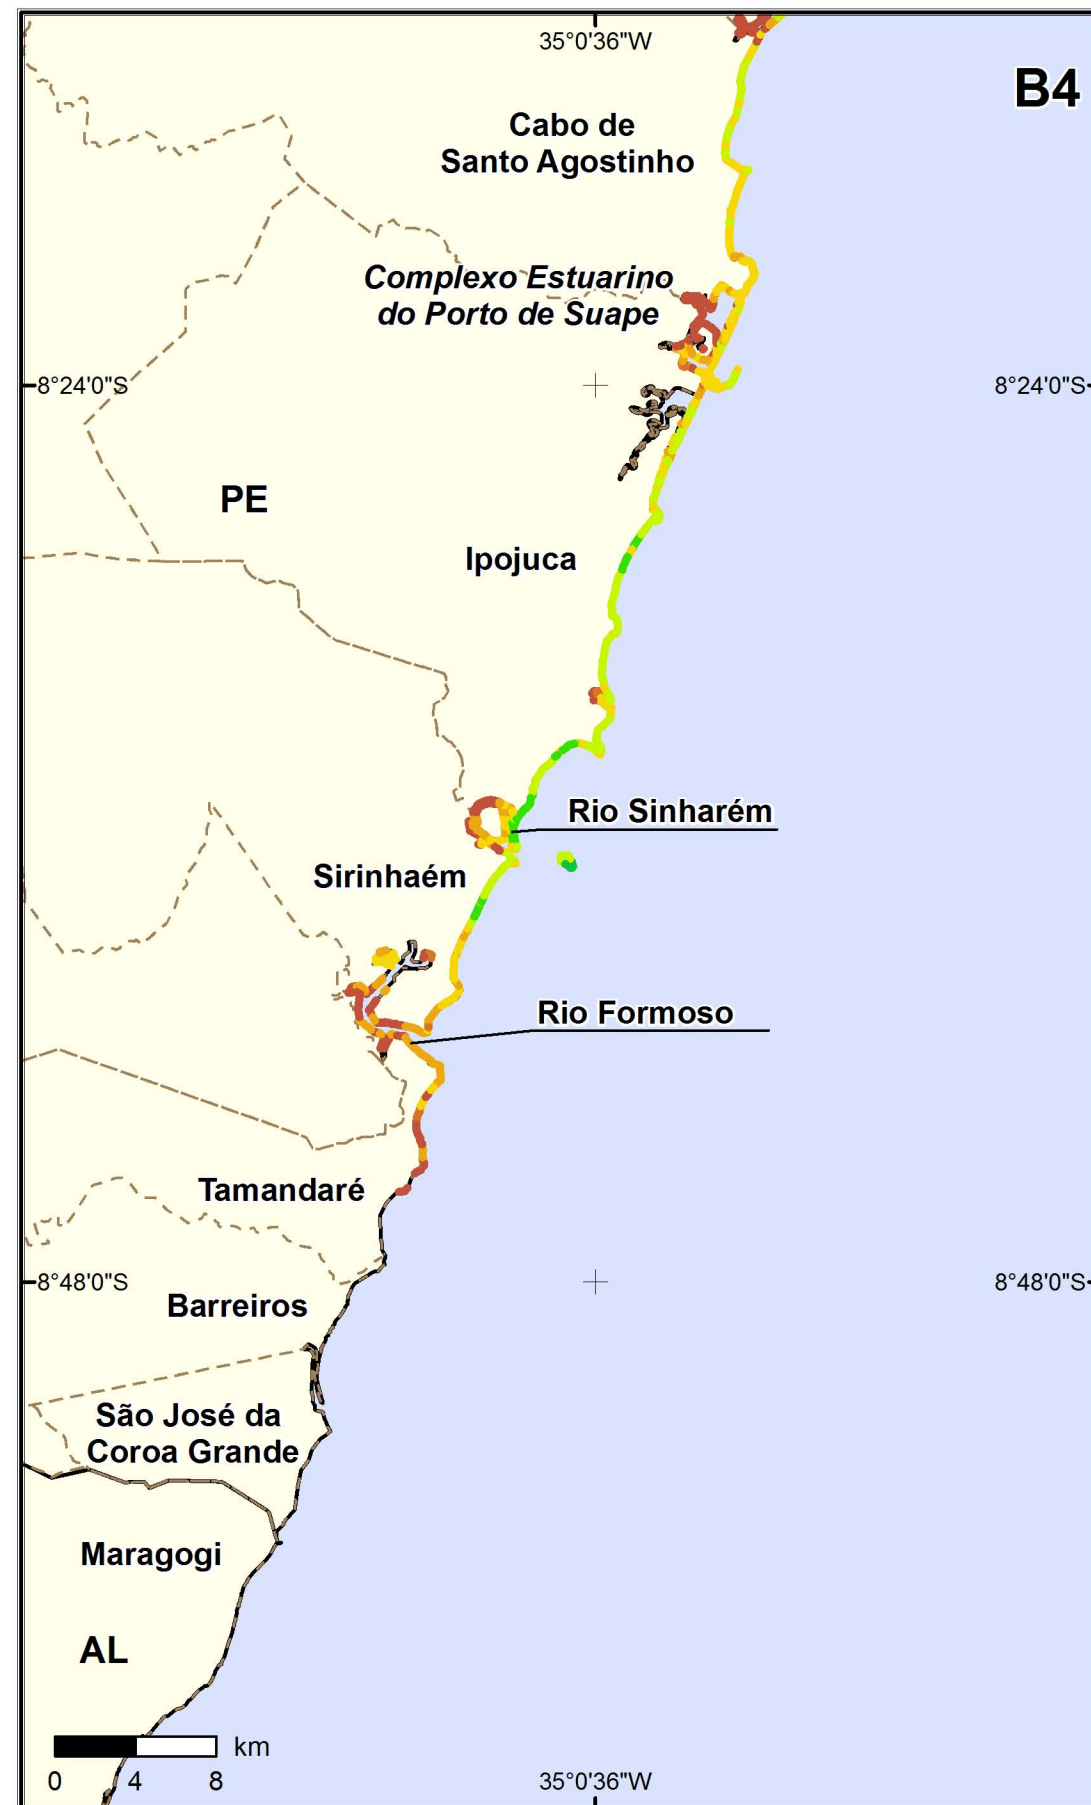 35°0'36"W
B4
Cabo de
Santo Agostinho
Complexo Estuarino
do Porto de Suape
8°24'0"S
8°24'0"S
PE
Ipojuca
Rio Sinharém
Sirinhaém
Rio Formoso
Tamandaré
8°48'0"S
8°48'0"S
Barreiros
São José da
Coroa Grande
Maragogi
AL
km
0 4 8
35°0'36"W